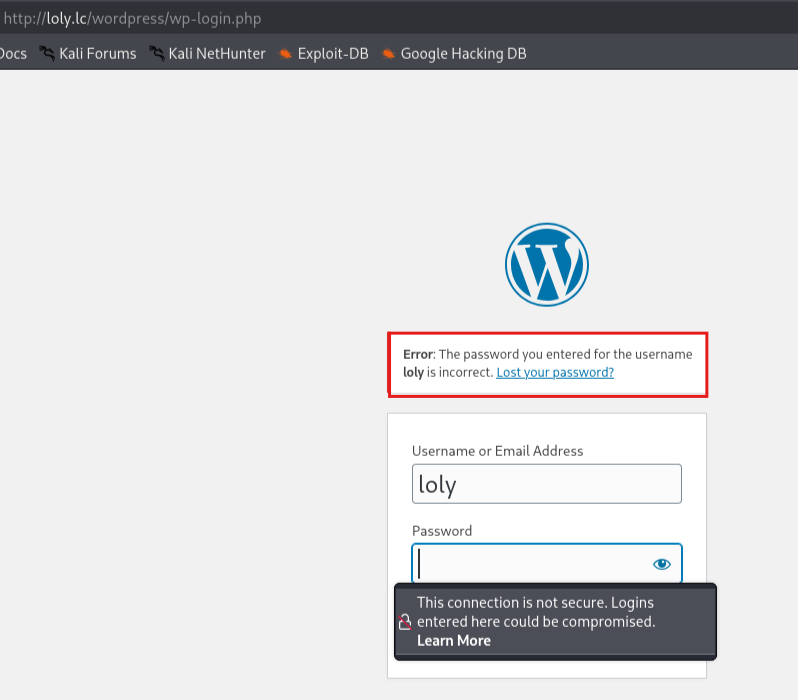 http://loly.lc/wordpress/wp-login.php
Docs Kali Forums Kali NetHunter Exploit-DB Google Hacking DB
Error: The password you entered for the username
loly is incorrect. Lost your password?
Username or Email Address
loly
Password
This connection is not secure. Logins
entered here could be compromised.
Learn More